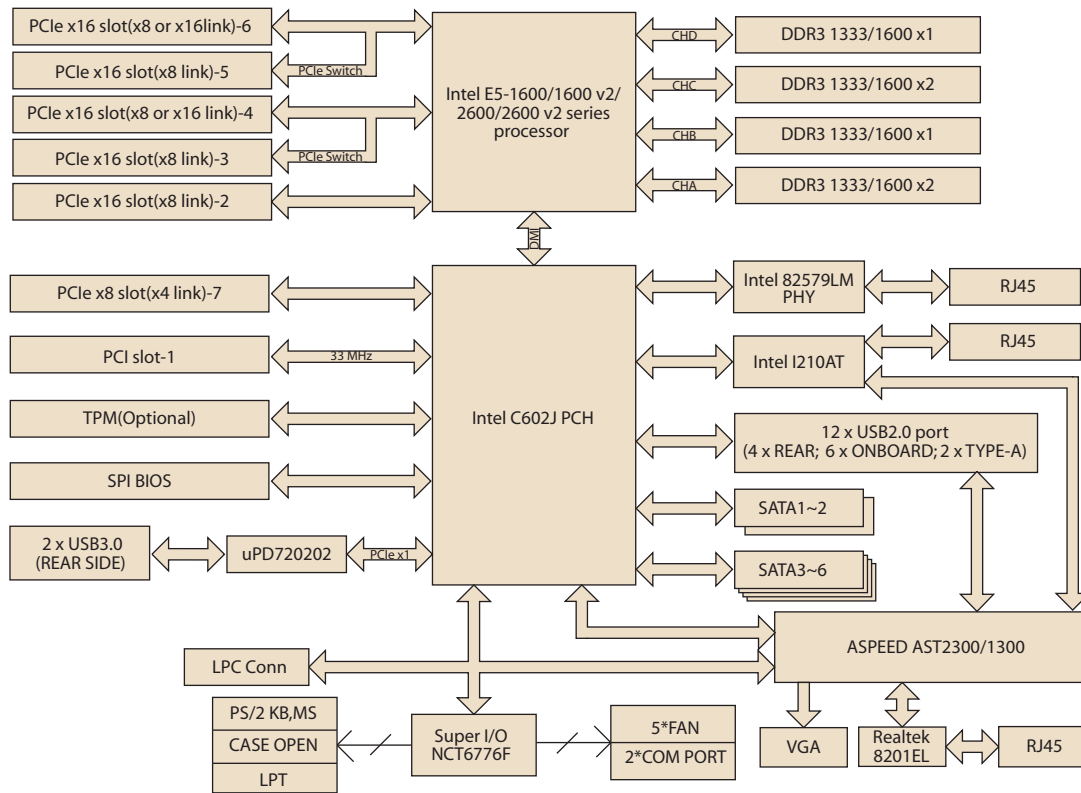 PCIe x16 slot(x8 or x16link)-6
PCIe x16 slot(x8 link)-5
PCIe Switch
PCIe x16 slot(x8 or x16 link)-4
PCIe x16 slot(x8 link)-3
PCIe Switch
PCIe x16 slot(x8 link)-2
Intel E5-1600/1600 v2/
2600/2600 v2 series
processor
CHD
DDR3 1333/1600 x1
CHC
DDR3 1333/1600 x2
CHB
DDR3 1333/1600 x1
CHA
DDR3 1333/1600 x2
DMI
PCIe x8 slot(x4 link)-7
PCI slot-1
33 MHz
TPM(Optional)
SPI BIOS
2 x USB3.0
(REAR SIDE)
uPD720202
PCIe x1
Intel C602J PCH
Intel 82579LM
PHY
RJ45
Intel I210AT
RJ45
12 x USB2.0 port
(4 x REAR; 6 x ONBOARD; 2 x TYPE-A)
SATA1~2
SATA3~6
ASPEED AST2300/1300
LPC Conn
PS/2 KB,MS
CASE OPEN
LPT
Super I/O
NCT6776F
5*FAN
2*COM PORT
VGA
Realtek
8201EL
RJ45